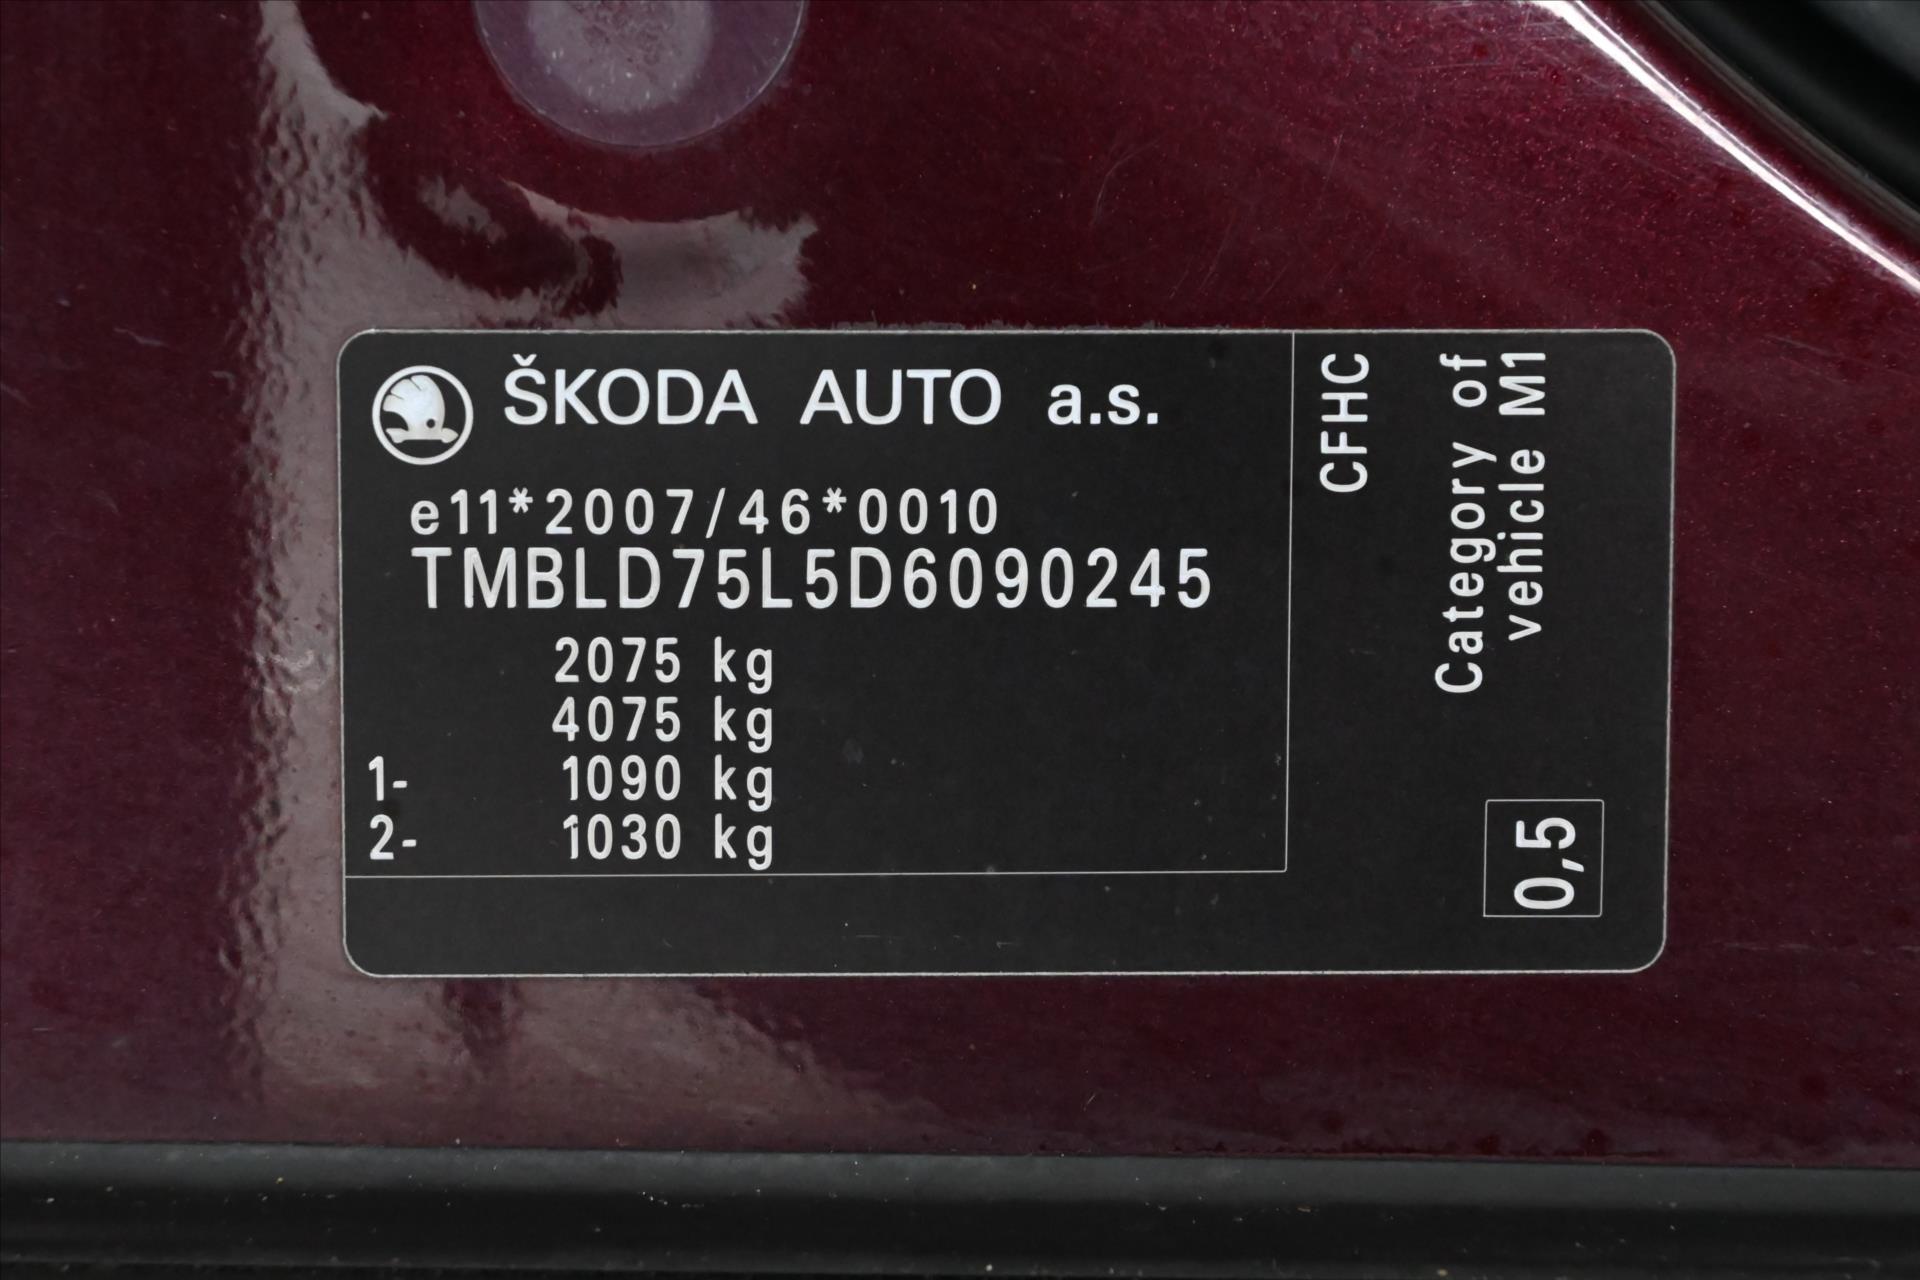 ŠKODA AUTO a.s.
e11*2007/46*0010
TMBLD75L5D6090245
2075 kg
4075 kg
1- 1090 kg
2- 1030 kg
CFHC
Category of
vehicle M1
0,5